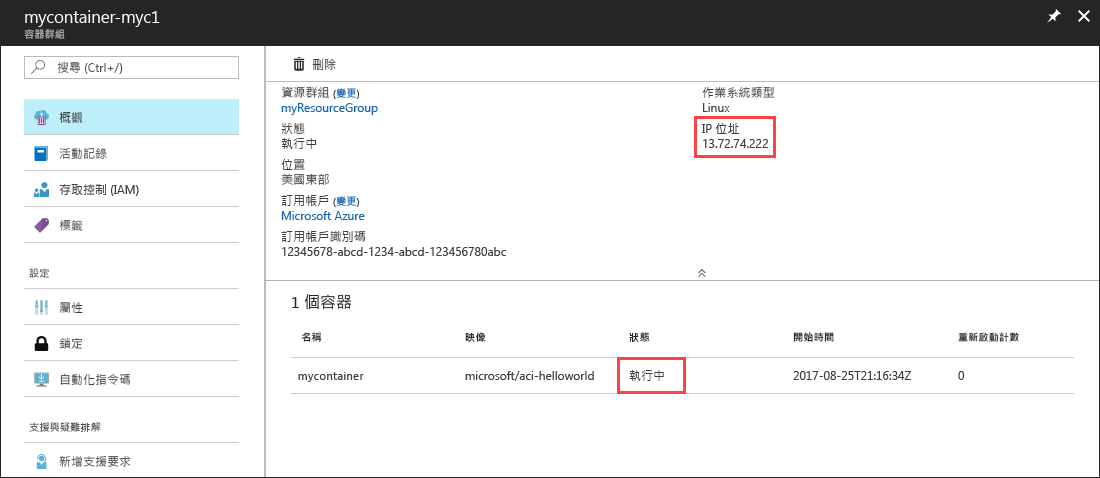 mycontainer-myc1
容器群組
搜尋 (Ctrl+/)
概觀
活動記錄
存取控制 (IAM)
標籤
設定
屬性
鎖定
自動化指令碼
支援與疑難排解
新增支援要求
刪除
資源群組 (變更)
myResourceGroup
狀態
執行中
位置
美國東部
訂用帳戶 (變更)
Microsoft Azure
訂用帳戶識別碼
12345678-abcd-1234-abcd-123456780abc
作業系統類型
Linux
IP 位址
13.72.74.222
1 個容器
名稱 映像 狀態 開始時間 重新啟動計數
mycontainer microsoft/aci-helloworld 執行中 2017-08-25T21:16:34Z 0